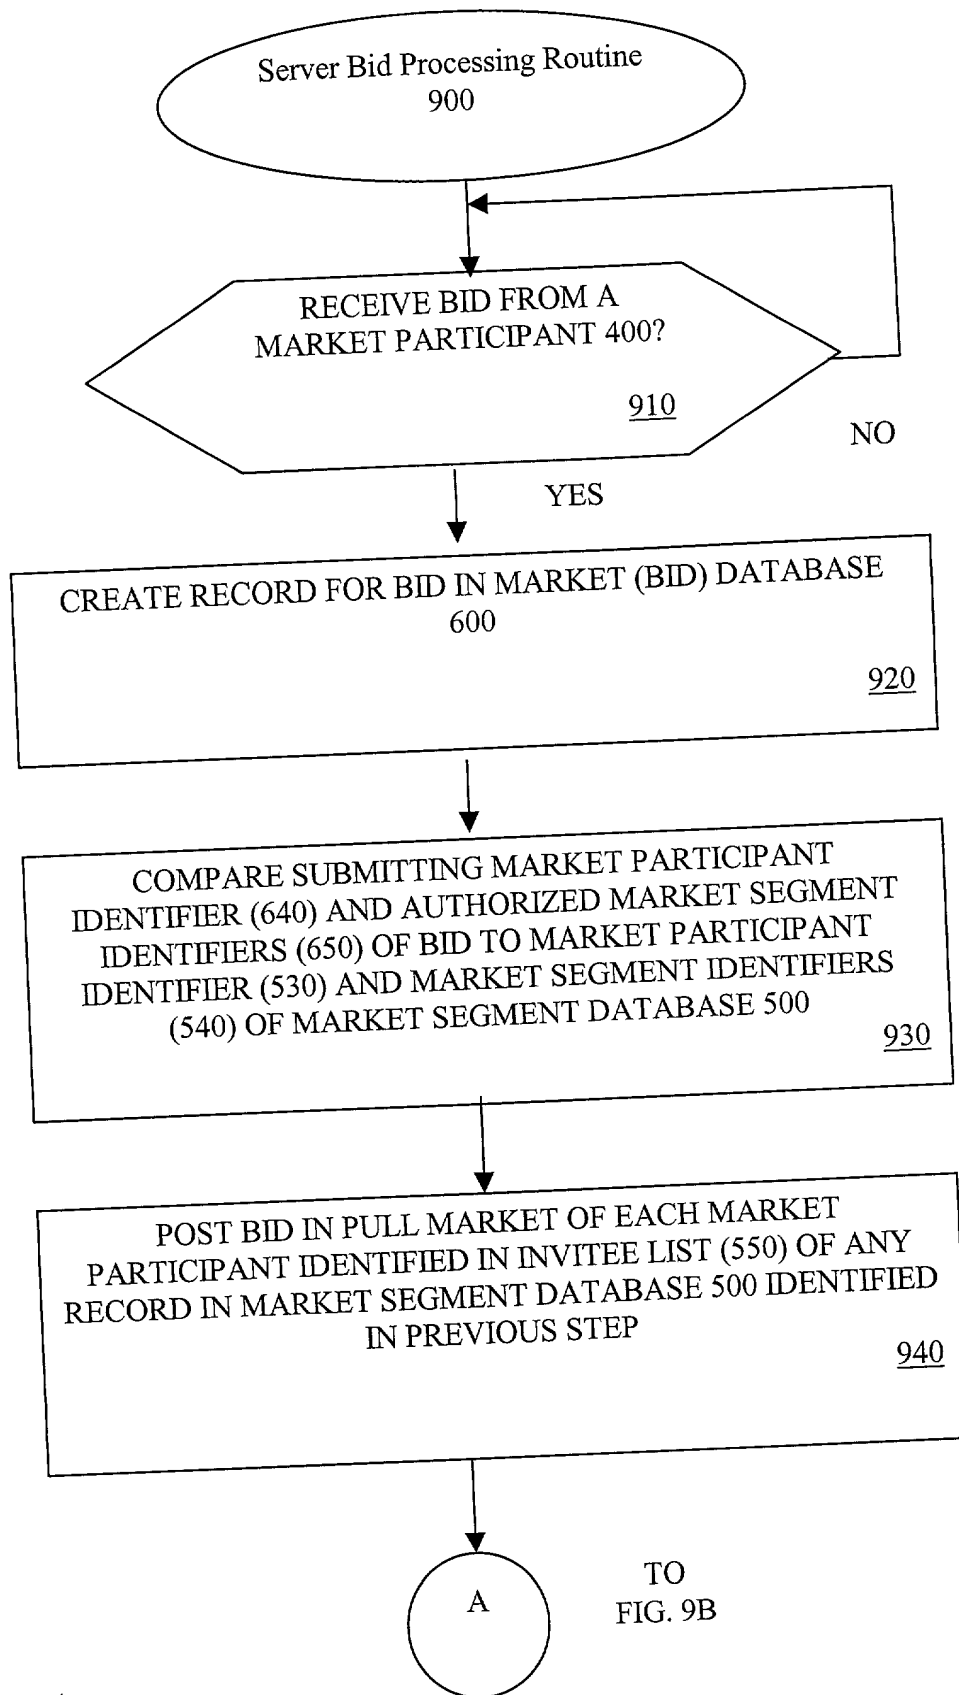 Server Bid Processing Routine
900
RECEIVE BID FROM A
MARKET PARTICIPANT 400?
910
NO
YES
CREATE RECORD FOR BID IN MARKET (BID) DATABASE
600
920
COMPARE SUBMITTING MARKET PARTICIPANT
IDENTIFIER (640) AND AUTHORIZED MARKET SEGMENT
IDENTIFIERS (650) OF BID TO MARKET PARTICIPANT
IDENTIFIER (530) AND MARKET SEGMENT IDENTIFIERS
(540) OF MARKET SEGMENT DATABASE 500
930
POST BID IN PULL MARKET OF EACH MARKET
PARTICIPANT IDENTIFIED IN INVITEE LIST (550) OF ANY
RECORD IN MARKET SEGMENT DATABASE 500 IDENTIFIED
IN PREVIOUS STEP
940
A
TO
FIG. 9B